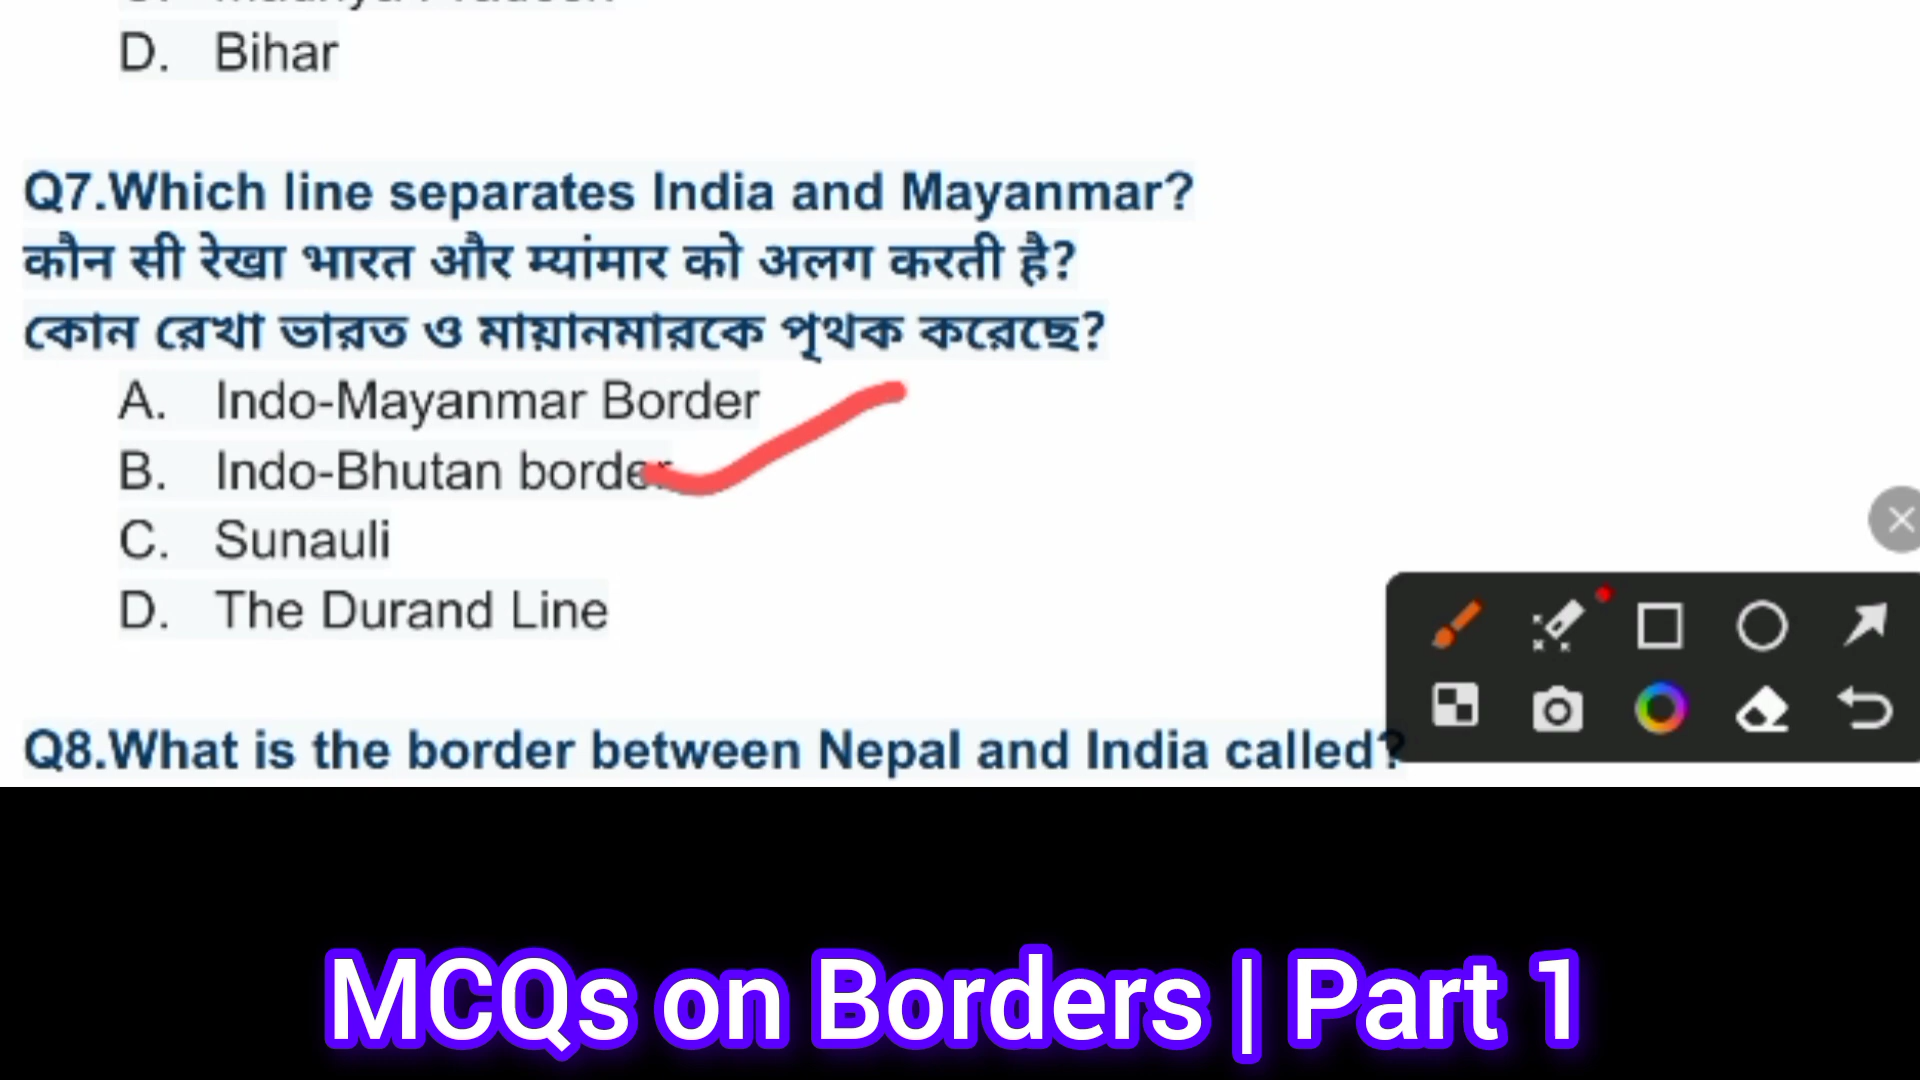 C. Madhya Pradesh
D. Bihar
Q7.Which line separates India and Mayanmar?
कौन सी रेखा भारत और म्यांमार को अलग करती है?
কোন রেখা ভারত ও মায়ানমারকে পৃথক করেছে?
A. Indo-Mayanmar Border
B. Indo-Bhutan border
C. Sunauli
D. The Durand Line
Q8.What is the border between Nepal and India called?
MCQs on Borders | Part 1